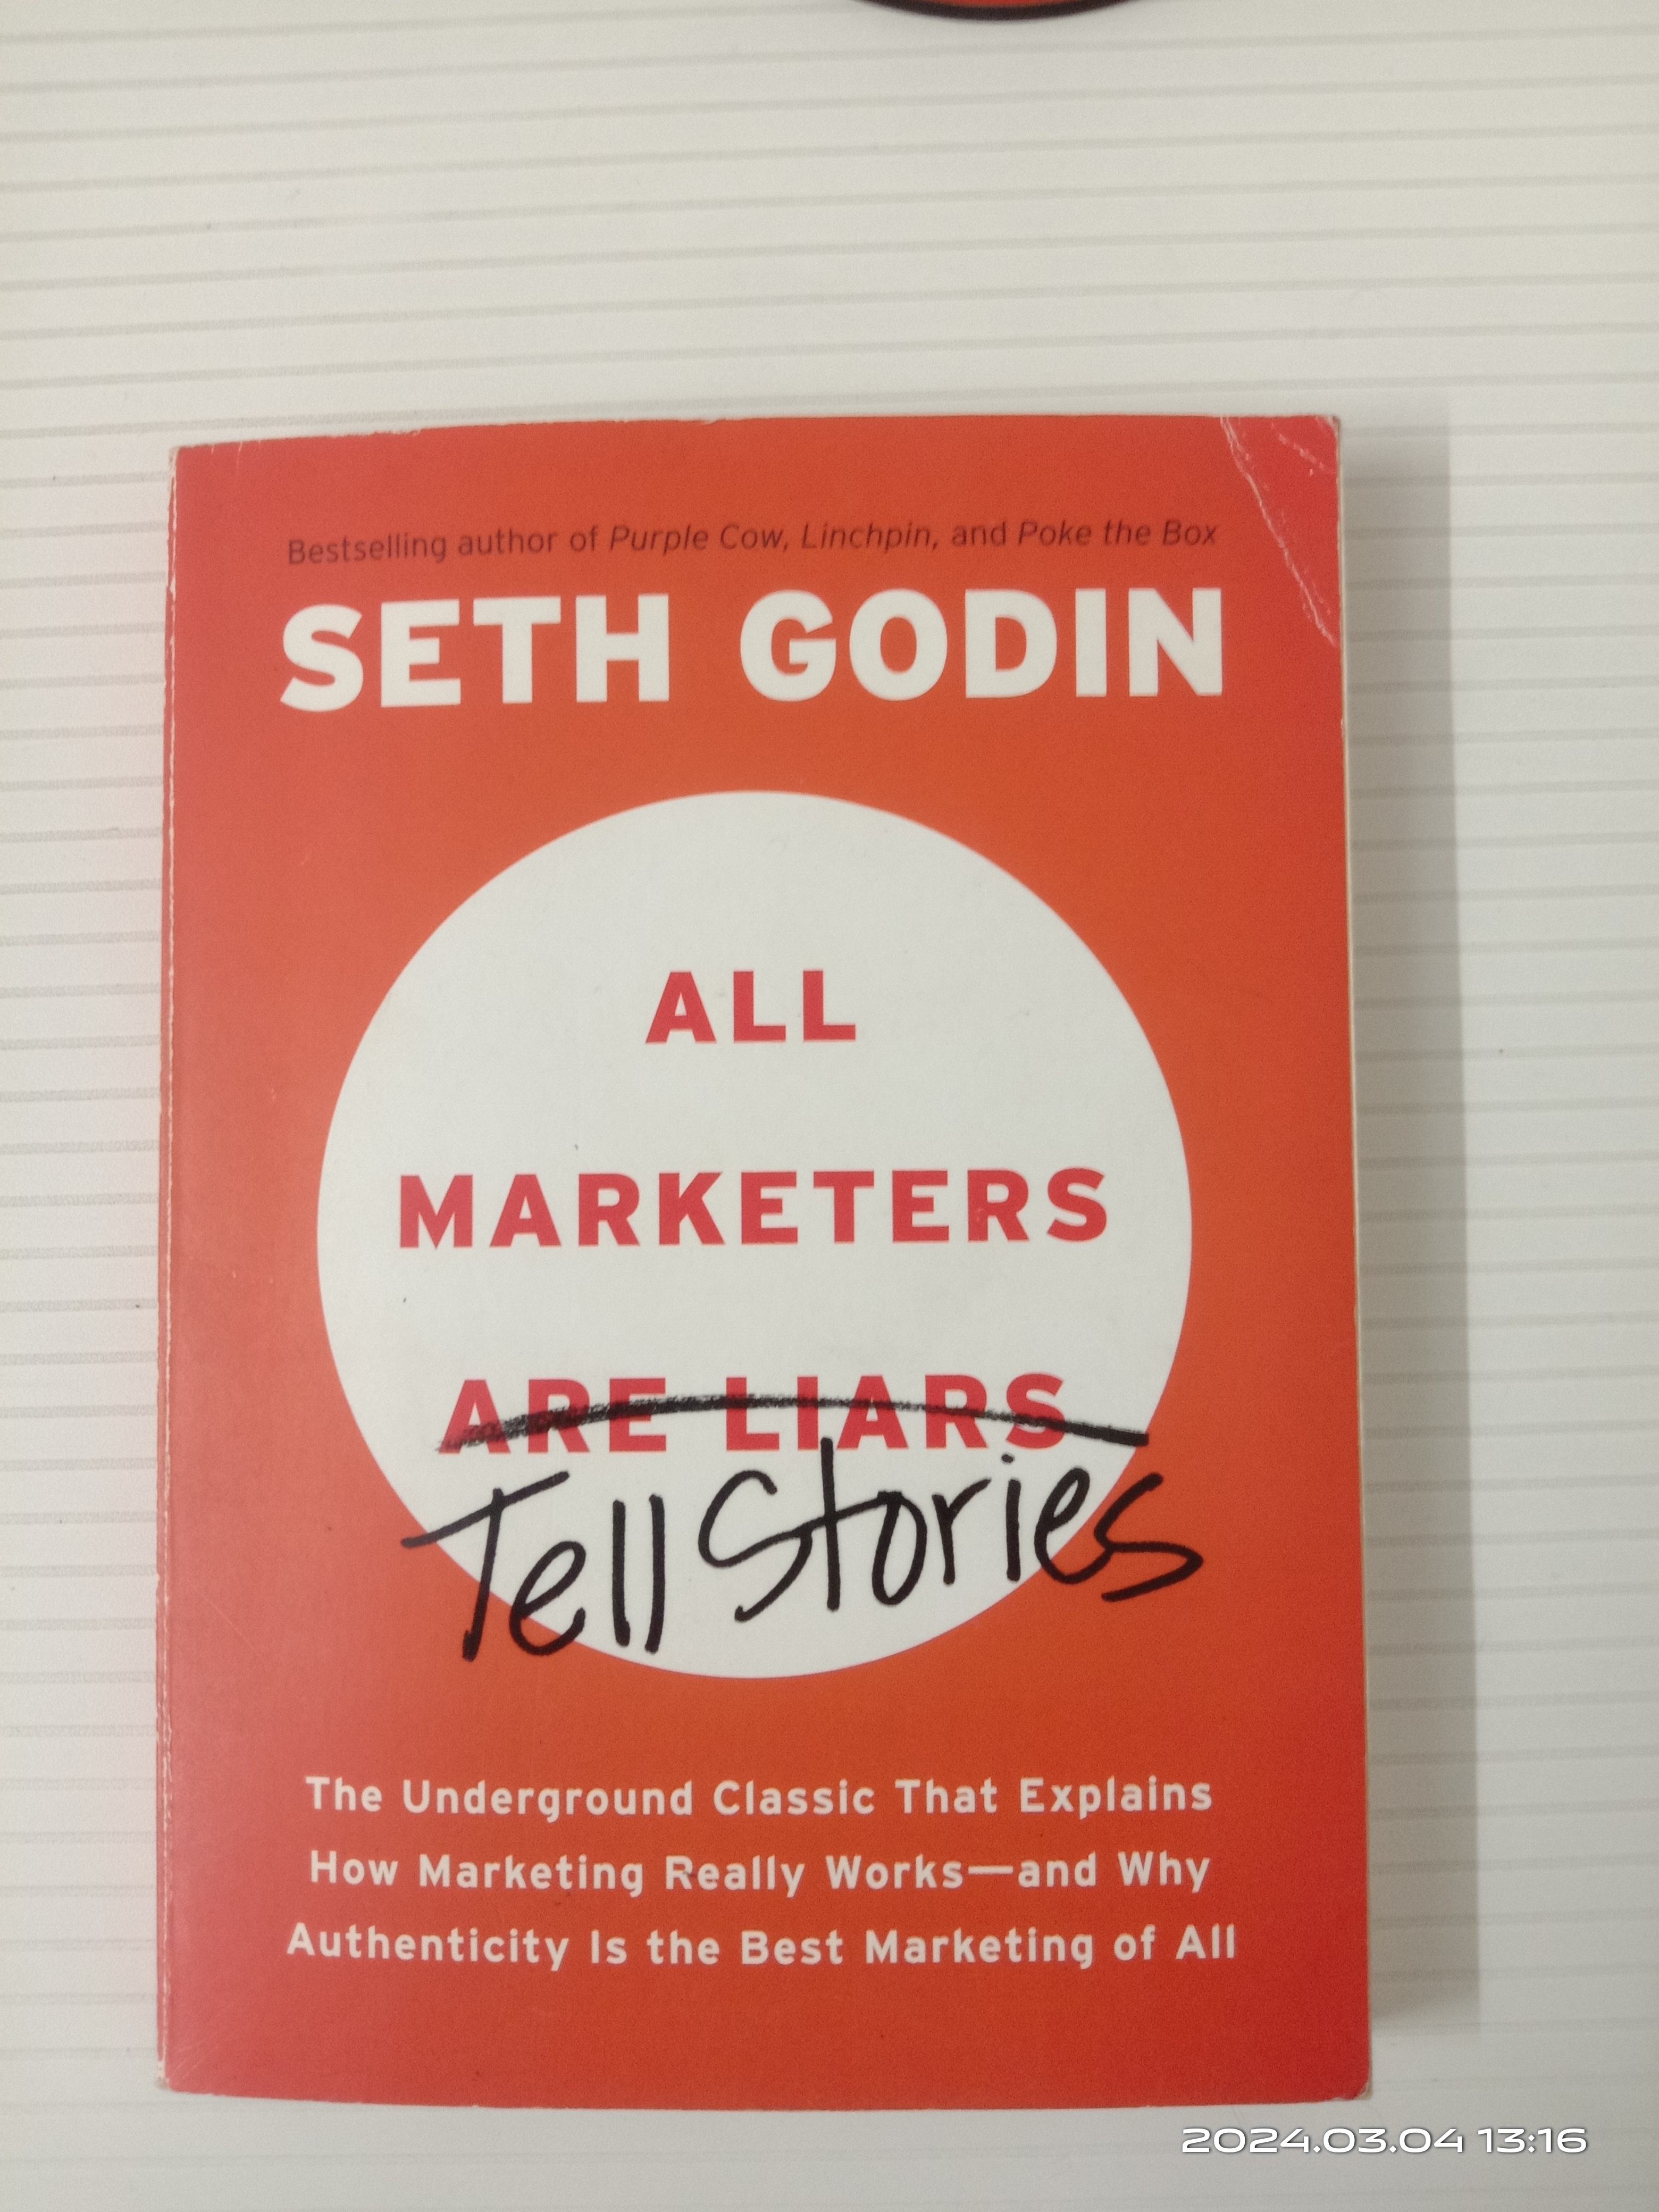 Bestselling author of Purple Cow, Linchpin, and Poke the Box
SETH GODIN
ALL
MARKETERS
ARE LIARS
Tell Stories
The Underground Classic That Explains
How Marketing Really Works—and Why
Authenticity Is the Best Marketing of All
2024.03.04 13:16